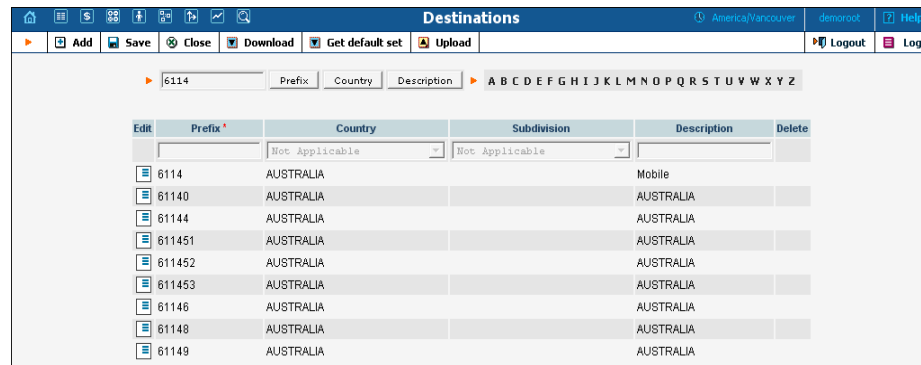 Destinations America/Vancouver demoroot ? Help
Add Save Close Download Get default set Upload Logout Log
6114 Prefix Country Description A B C D E F G H I J K L M N O P Q R S T U V W X Y Z
Edit Prefix * Country Subdivision Description Delete
Not Applicable Not Applicable
6114 AUSTRALIA Mobile
61140 AUSTRALIA AUSTRALIA
61144 AUSTRALIA AUSTRALIA
611451 AUSTRALIA AUSTRALIA
611452 AUSTRALIA AUSTRALIA
611453 AUSTRALIA AUSTRALIA
61146 AUSTRALIA AUSTRALIA
61148 AUSTRALIA AUSTRALIA
61149 AUSTRALIA AUSTRALIA